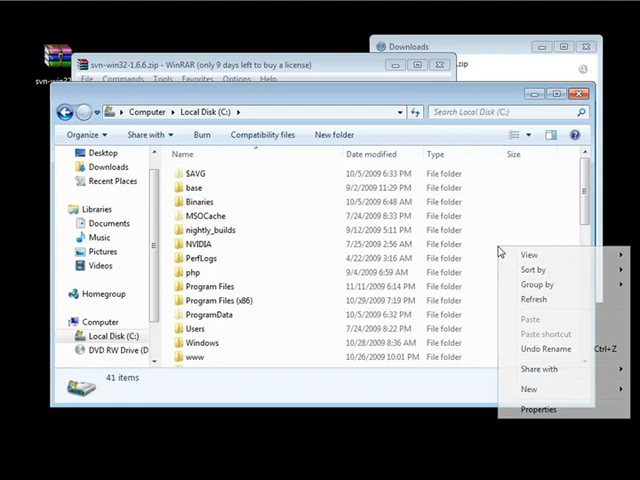 Downloads
svn-win32-1.6.6.zip - WinRAR (only 9 days left to buy a license)
.zip
svn-win32
File Commands Tools Favorites Options Help
Computer Local Disk (C:)
Search Local Disk (C:)
Organize Share with Burn Compatibility files New folder
Name Date modified Type Size
Desktop
Downloads
Recent Places
Libraries
Documents
Music
Pictures
Videos
Homegroup
Computer
Local Disk (C:)
DVD RW Drive (D
$AVG 10/5/2009 6:33 PM File folder
base 9/2/2009 11:29 PM File folder
Binaries 10/5/2009 6:48 AM File folder
MSOCache 7/24/2009 8:33 PM File folder
nightly_builds 9/12/2009 5:11 PM File folder
NVIDIA 7/25/2009 2:56 AM File folder
PerfLogs 4/22/2009 3:16 AM File folder
php 9/4/2009 6:59 AM File folder
Program Files 11/11/2009 6:14 PM File folder
Program Files (x86) 10/29/2009 7:19 PM File folder
ProgramData 10/5/2009 6:32 PM File folder
Users 7/24/2009 8:22 PM File folder
Windows 10/28/2009 8:36 AM File folder
www 10/26/2009 10:01 PM File folder
41 items
View
Sort by
Group by
Refresh
Paste
Paste shortcut
Undo Rename Ctrl+Z
Share with
New
Properties